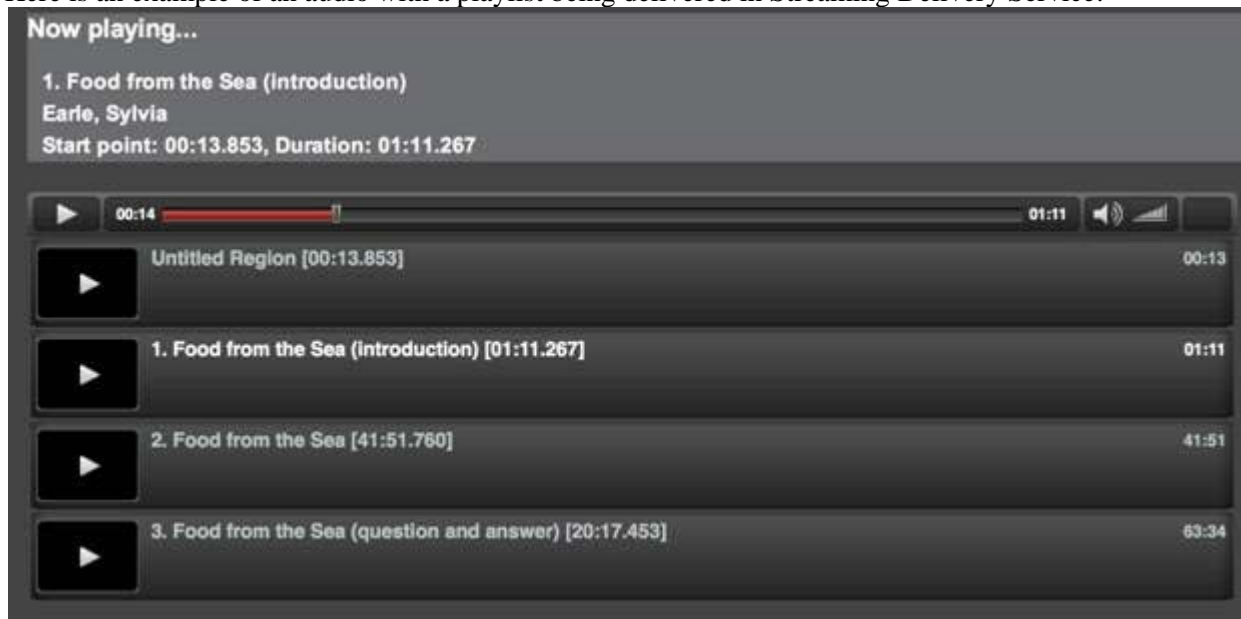 Here is an example of an audio with a playlist being delivered in Streaming Delivery Service.
Now playing...
1. Food from the Sea (introduction)
Earle, Sylvia
Start point: 00:13.853, Duration: 01:11.267
00:14 01:11
Untitled Region [00:13.853] 00:13
1. Food from the Sea (introduction) [01:11.267] 01:11
2. Food from the Sea [41:51.760] 41:51
3. Food from the Sea (question and answer) [20:17.453] 63:34